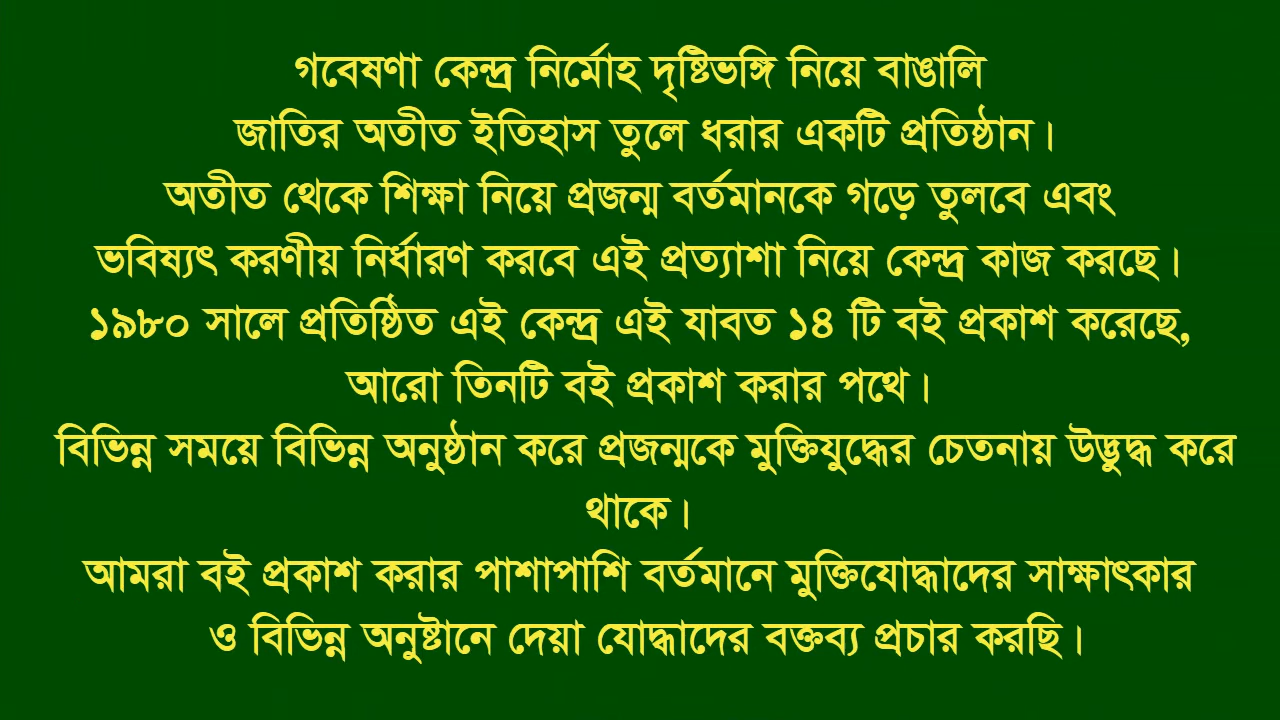 গবেষণা কেন্দ্র নির্মোহ দৃষ্টিভঙ্গি নিয়ে বাঙালি
জাতির অতীত ইতিহাস তুলে ধরার একটি প্রতিষ্ঠান।
অতীত থেকে শিক্ষা নিয়ে প্রজন্ম বর্তমানকে গড়ে তুলবে এবং
ভবিষ্যৎ করণীয় নির্ধারণ করবে এই প্রত্যাশা নিয়ে কেন্দ্র কাজ করছে।
১৯৮০ সালে প্রতিষ্ঠিত এই কেন্দ্র এই যাবত ১৪ টি বই প্রকাশ করেছে,
আরো তিনটি বই প্রকাশ করার পথে।
বিভিন্ন সময়ে বিভিন্ন অনুষ্ঠান করে প্রজন্মকে মুক্তিযুদ্ধের চেতনায় উদ্ভুদ্ধ করে
থাকে।
আমরা বই প্রকাশ করার পাশাপাশি বর্তমানে মুক্তিযোদ্ধাদের সাক্ষাৎকার
ও বিভিন্ন অনুষ্টানে দেয়া যোদ্ধাদের বক্তব্য প্রচার করছি।